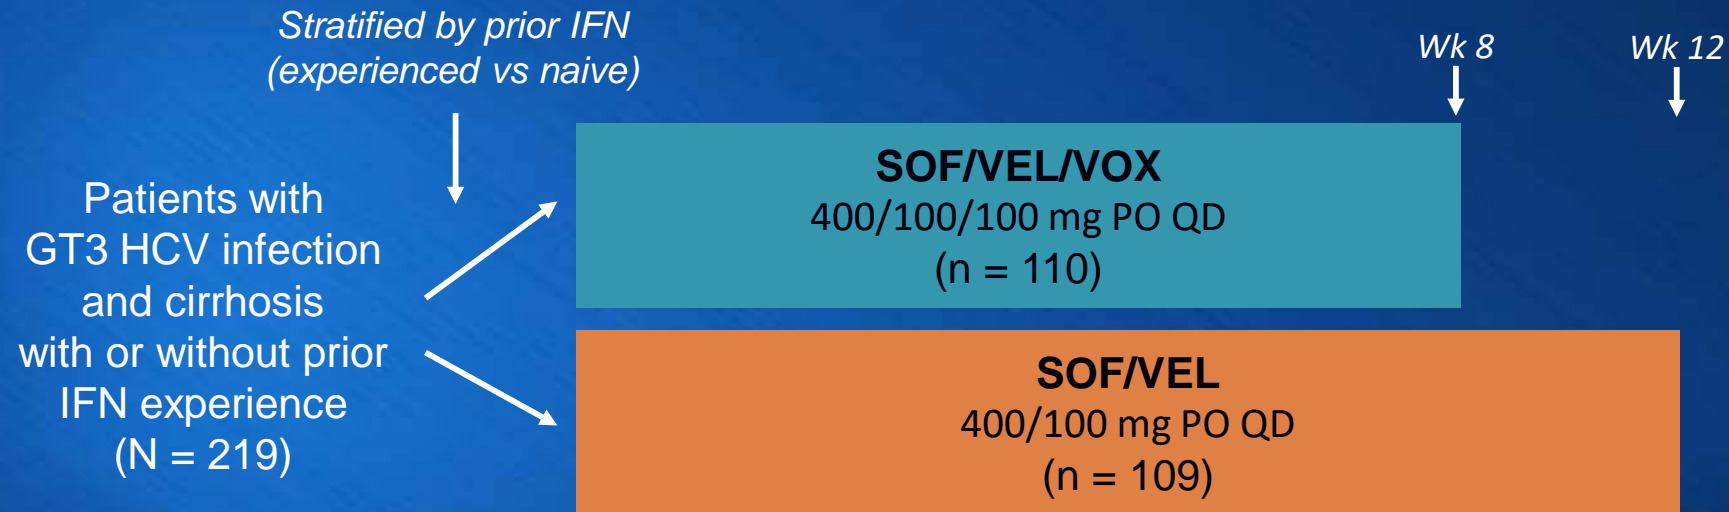 Stratified by prior IFN
(experienced vs naive)
Wk 8
Wk 12
Patients with
GT3 HCV infection
and cirrhosis
with or without prior
IFN experience
(N = 219)
SOF/VEL/VOX
400/100/100 mg PO QD
(n = 110)
SOF/VEL
400/100 mg PO QD
(n = 109)